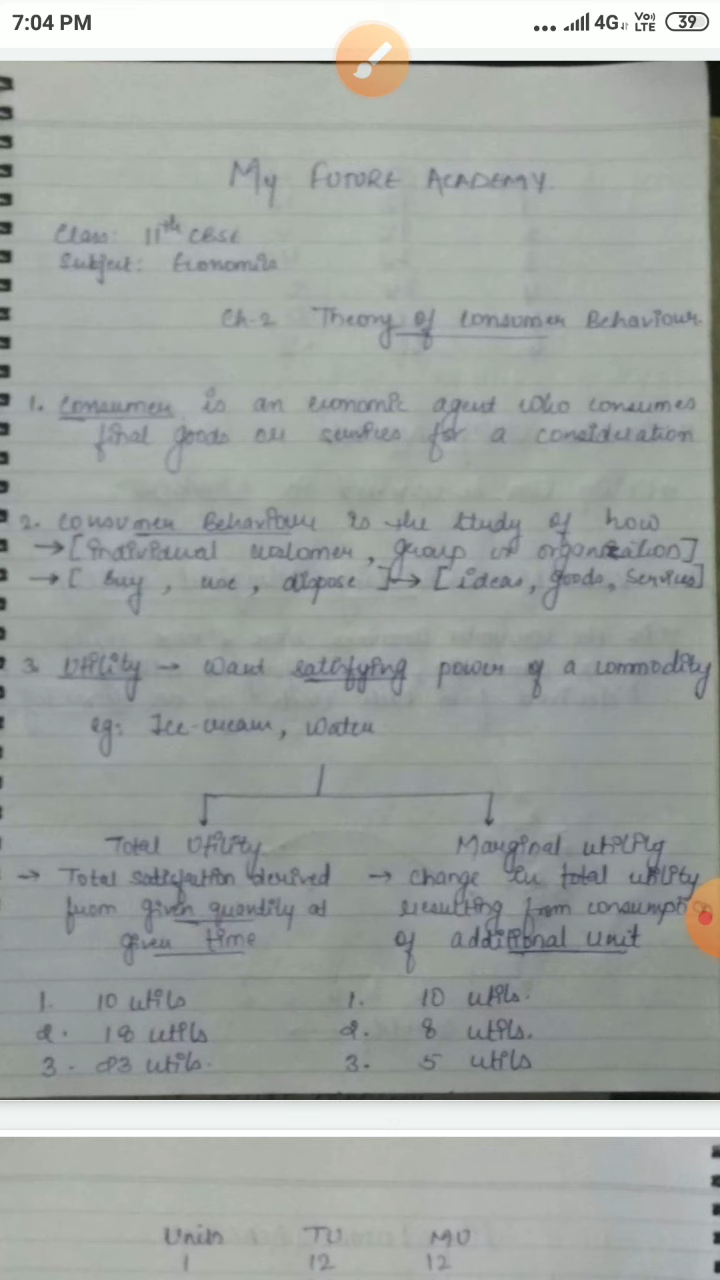 7:04 PM
4G Vo) LTE 39
My FUTURE ACADEMY.
Class: 11th CBSE
Subject: Economics
Ch-2 Theory of Consumer Behaviour.
1. Consumer is an economic agent who consumes
final goods or services for a consideration
2. Consumer Behaviour is the study of how
→ [individual customer, group or organization]
→ [Buy, use, dispose] → [ideas, goods, services]
3. Utility → Want satisfying power of a commodity
eg: Ice-cream, water
Total Utility
→ Total satisfaction derived
from given quantity at
given time
1. 10 utils
2. 18 utils
3. 23 utils.
Marginal utility
→ change in total utility
resulting from
of additional unit
1. 10 utils.
2. 8 utils.
3. 5 utils
Units TU MU
1 12 12